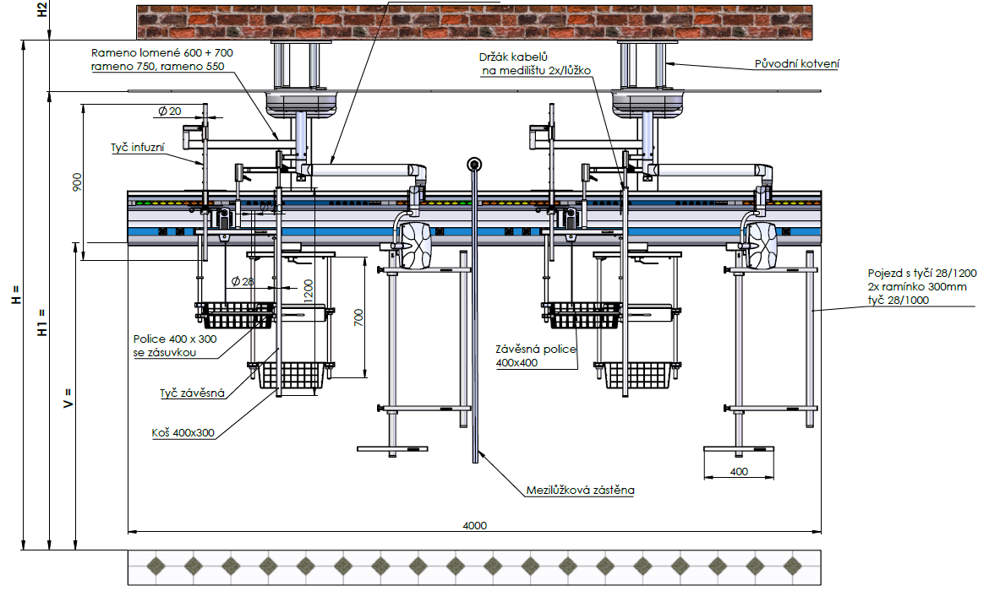 H2
Rameno lomené 600 + 700
rameno 750, rameno 550
Držák kabelů
na medilištu 2x/lůžko
Původní kotvení
Ø 20
Tyč infuzní
900
Ø 28
1200
700
H =
H1 =
V =
Pojezd s tyčí 28/1200
2x ramínko 300mm
tyč 28/1000
Police 400 x 300
se zásuvkou
Závěsná police
400x400
Tyč závěsná
Koš 400x300
400
Mezilůžková zástěna
4000